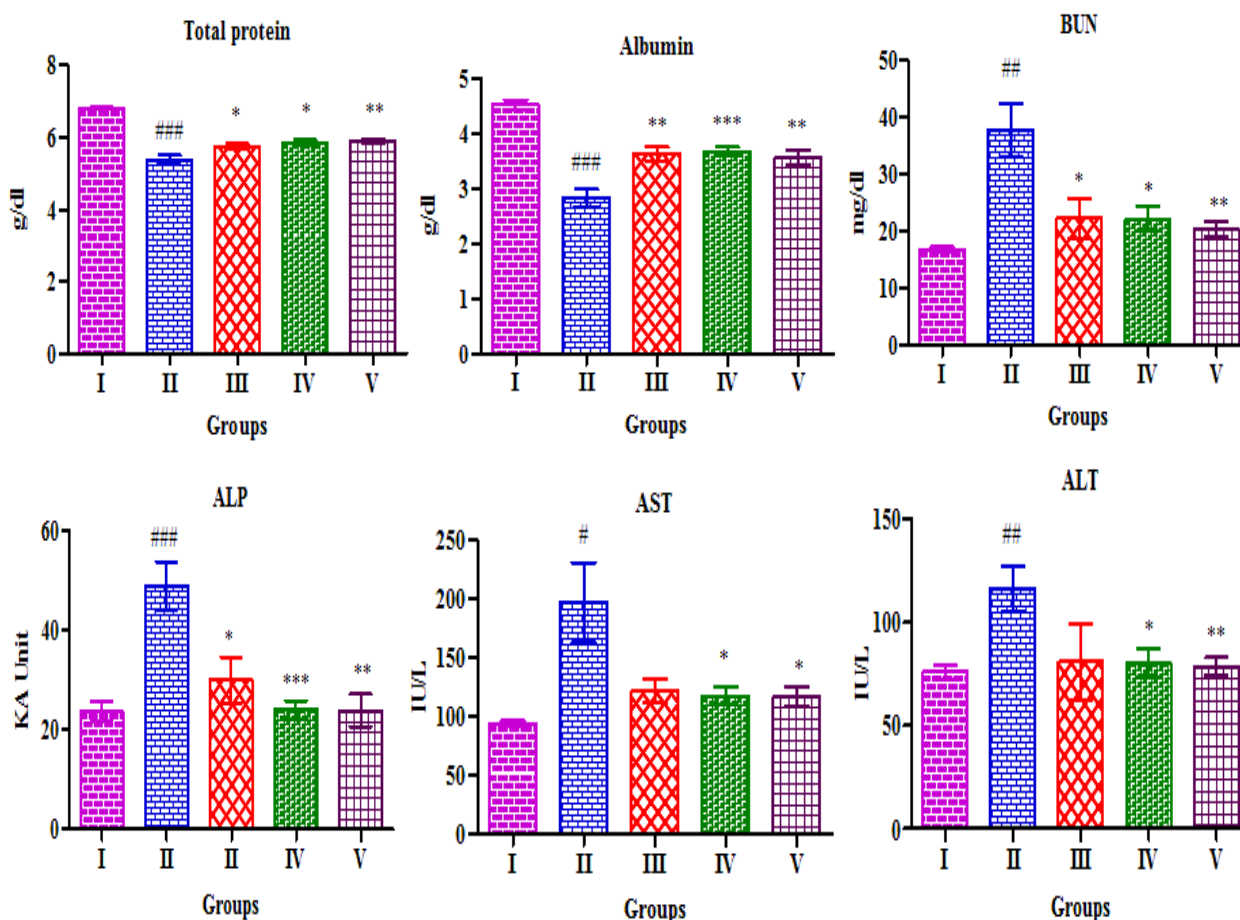 Total protein
g/dl
8
6
4
2
0
###
*
*
**
I II III IV V
Groups
Albumin
g/dl
5
4
3
2
1
0
###
**
***
**
I II III IV V
Groups
BUN
mg/dl
50
40
30
20
10
0
##
*
*
**
I II III IV V
Groups
ALP
KA Unit
60
40
20
0
###
*
***
**
I II II IV V
Groups
AST
IU/L
250
200
150
100
50
0
#
*
*
I II III IV V
Groups
ALT
IU/L
150
100
50
0
##
*
**
I II III IV V
Groups